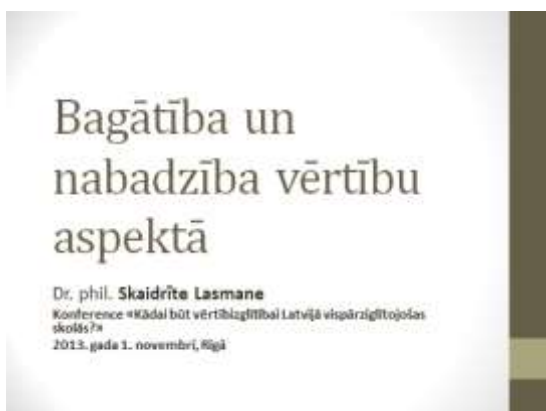 Bagātība un
nabadzība vērtību
aspektā
Dr. phil. Skaidrīte Lasmane
Konference «Kādai būt vērtībizglītībai Latvijā vispārizglītojošas
skolās?»
2013. gada 1. novembrī, Rīgā